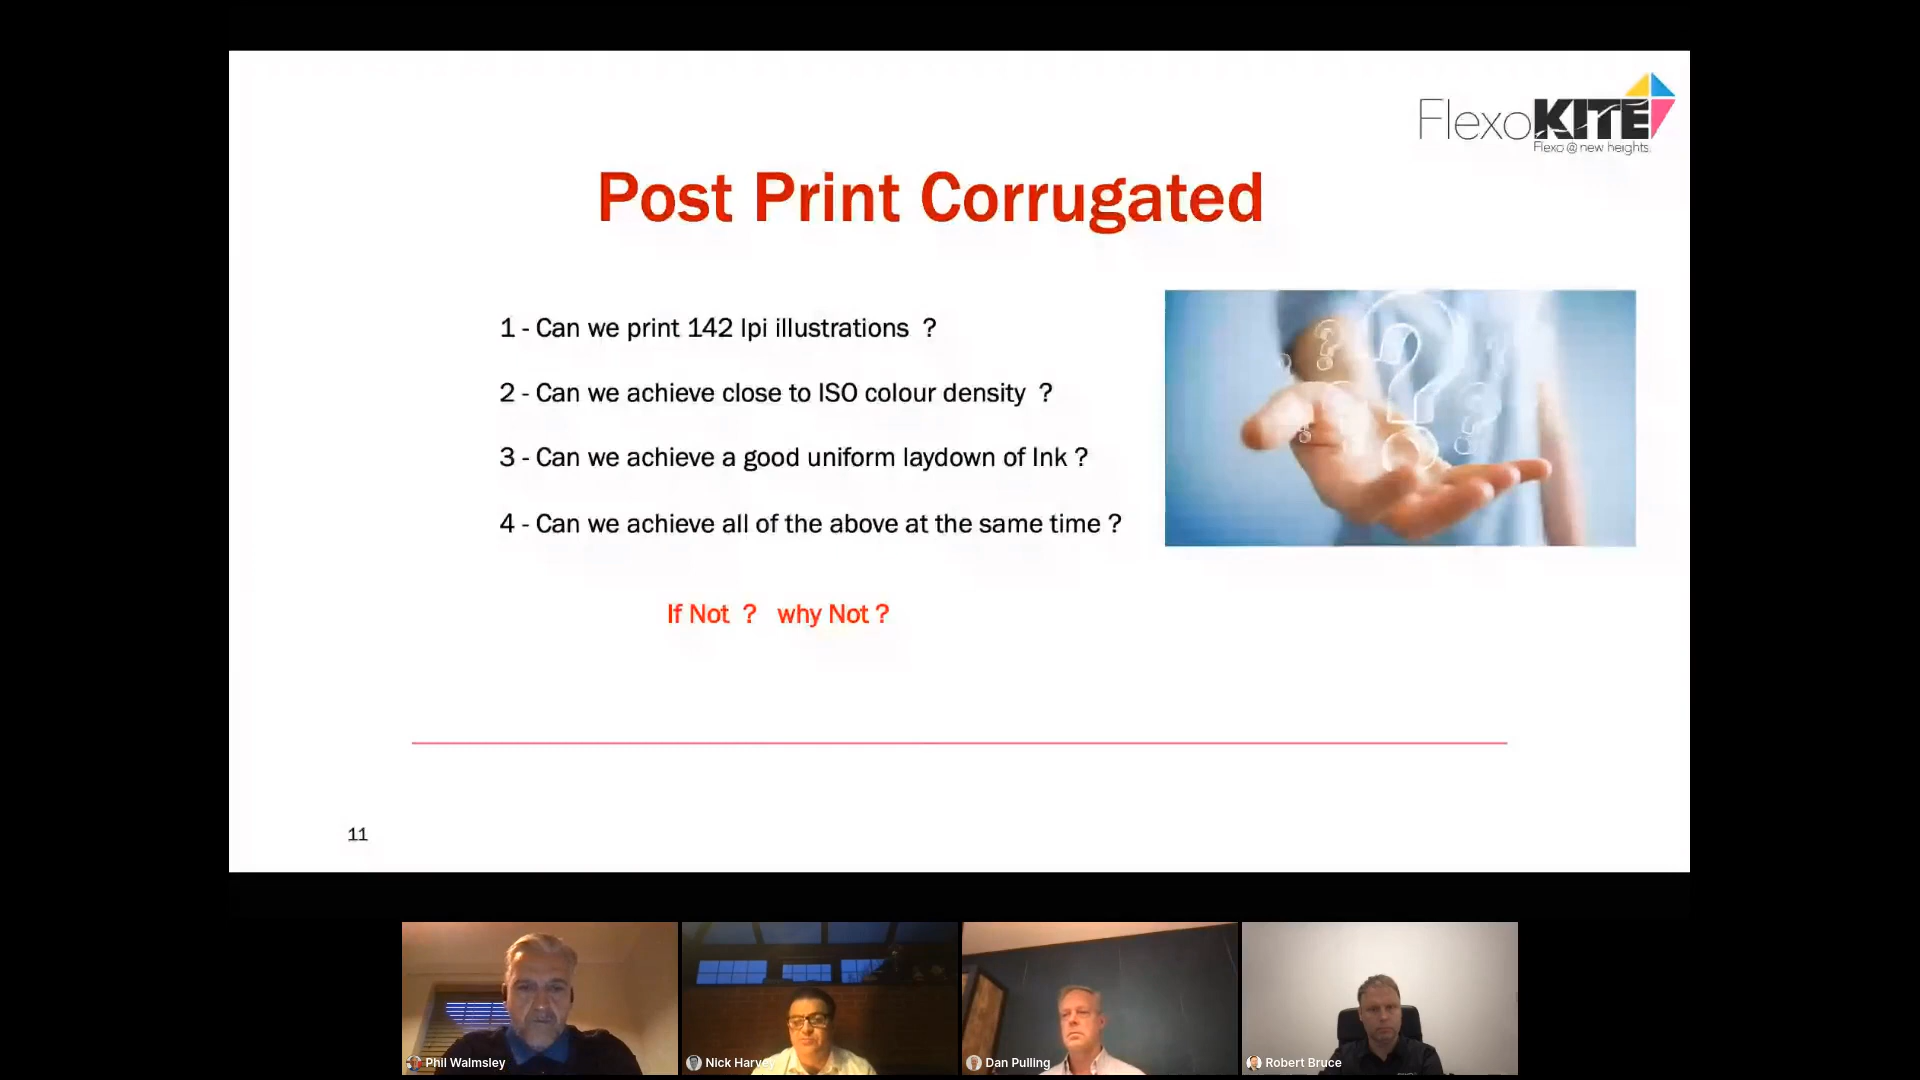 FlexoKITE
Flexo @ new heights.
Post Print Corrugated
1 - Can we print 142 lpi illustrations ?
2 - Can we achieve close to ISO colour density ?
3 - Can we achieve a good uniform laydown of Ink ?
4 - Can we achieve all of the above at the same time ?
If Not ? why Not ?
11
Phil Walmsley
Nick Harvey
Dan Pulling
Robert Bruce